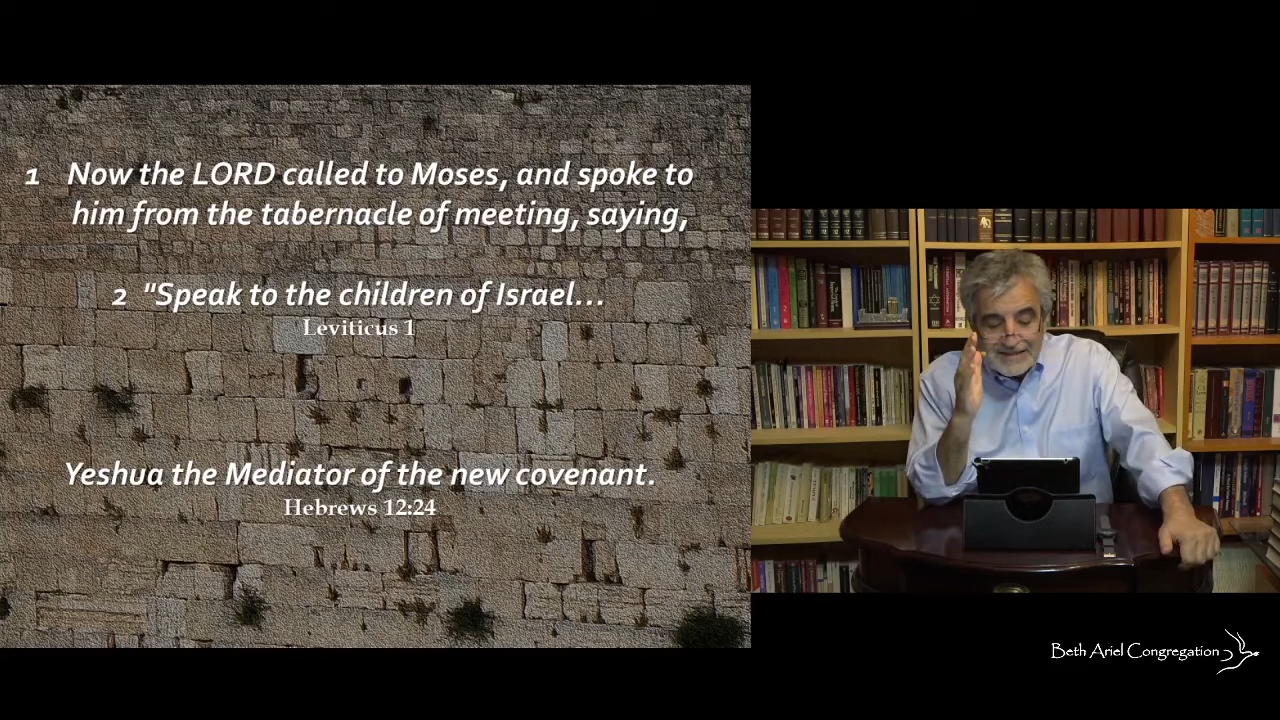 1 Now the LORD called to Moses, and spoke to
him from the tabernacle of meeting, saying,
2 "Speak to the children of Israel...
Leviticus 1
Yeshua the Mediator of the new covenant.
Hebrews 12:24
Beth Ariel Congregation